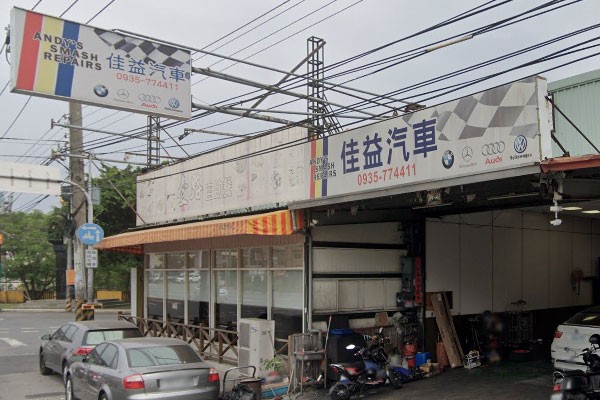 ANDY'S
SMASH
REPAIRS
佳益汽車
0935-774411
Audi
ANDY'S
SMASH
REPAIRS
佳益汽車
0935-774411
Audi
Volkswagen